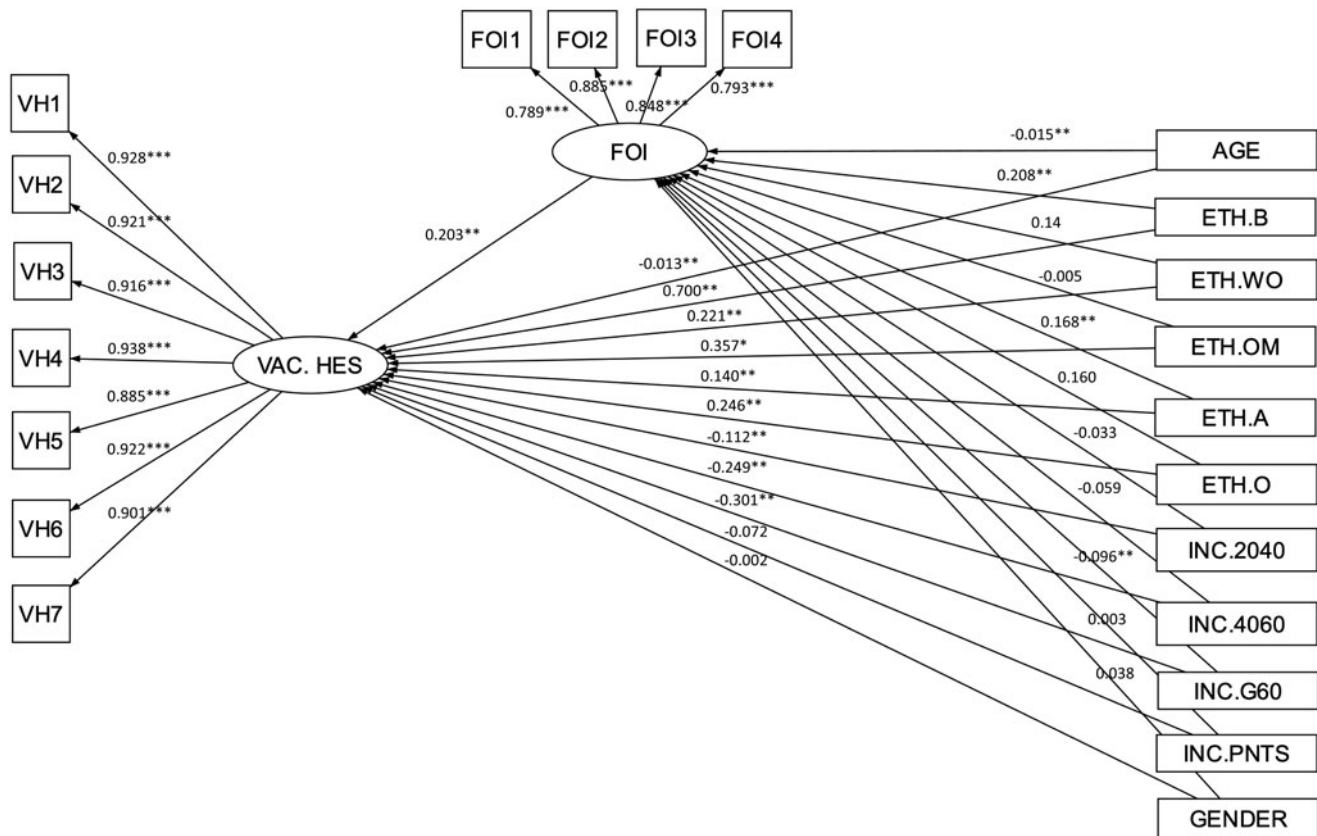 FOI1 FOI2 FOI3 FOI4
0.789*** 0.885*** 0.848*** 0.793***
FOI
VH1
VH2
VH3
VH4
VH5
VH6
VH7
0.928***
0.921***
0.916***
0.938***
0.885***
0.922***
0.901***
VAC. HES
0.203**
-0.015**
0.208**
0.14
-0.005
0.168**
0.160
-0.033
-0.059
-0.096**
0.003
0.038
-0.013**
0.700**
0.221**
0.357*
0.140**
0.246**
-0.112**
-0.249**
-0.301**
-0.072
-0.002
AGE
ETH.B
ETH.WO
ETH.OM
ETH.A
ETH.O
INC.2040
INC.4060
INC.G60
INC.PNTS
GENDER